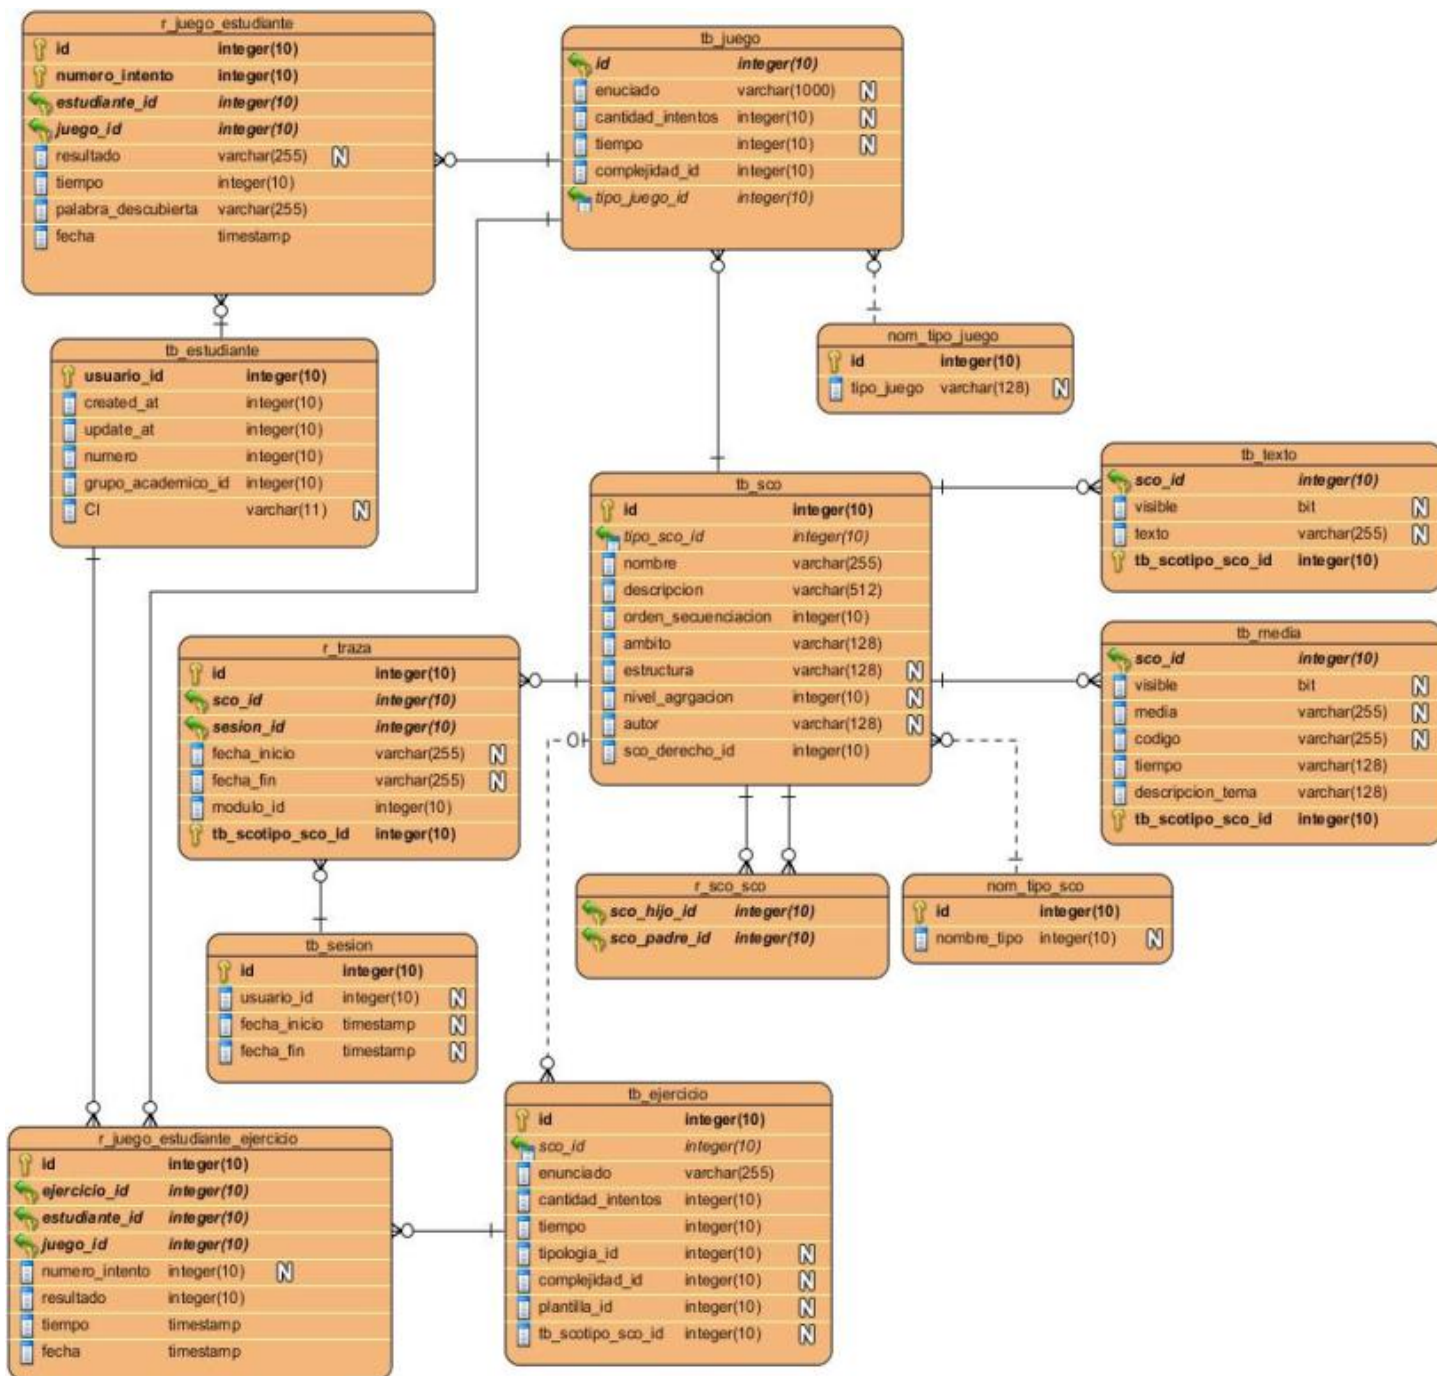 r_juego_estudiante
id integer(10)
numero_intento integer(10)
estudiante_id integer(10)
juego_id integer(10)
resultado varchar(255) N
tiempo integer(10)
palabra_descubierta varchar(255)
fecha timestamp
tb_juego
id integer(10)
enuciado varchar(1000) N
cantidad_intentos integer(10) N
tiempo integer(10) N
complejidad_id integer(10)
tipo_juego_id integer(10)
nom_tipo_juego
id integer(10)
tipo_juego varchar(128) N
tb_estudiante
usuario_id integer(10)
created_at integer(10)
update_at integer(10)
numero integer(10)
grupo_academico_id integer(10)
CI varchar(11) N
tb_sco
id integer(10)
tipo_sco_id integer(10)
nombre varchar(255)
descripcion varchar(512)
orden_secuenciacion integer(10)
ambito varchar(128)
estructura varchar(128) N
nivel_agrgacion integer(10) N
autor varchar(128) N
sco_derecho_id integer(10)
tb_texto
sco_id integer(10)
visible bit N
texto varchar(255) N
tb_scotipo_sco_id integer(10)
tb_media
sco_id integer(10)
visible bit N
media varchar(255) N
codigo varchar(255) N
tiempo varchar(128)
descripcion_tema varchar(128)
tb_scotipo_sco_id integer(10)
r_traza
id integer(10)
sco_id integer(10)
sesion_id integer(10)
fecha_inicio varchar(255) N
fecha_fin varchar(255) N
modulo_id integer(10)
tb_scotipo_sco_id integer(10)
r_sco_sco
sco_hijo_id integer(10)
sco_padre_id integer(10)
nom_tipo_sco
id integer(10)
nombre_tipo integer(10) N
tb_sesion
id integer(10)
usuario_id integer(10) N
fecha_inicio timestamp N
fecha_fin timestamp N
tb_ejercicio
id integer(10)
sco_id integer(10)
enunciado varchar(255)
cantidad_intentos integer(10)
tiempo integer(10)
tipologia_id integer(10) N
complejidad_id integer(10) N
plantilla_id integer(10) N
tb_scotipo_sco_id integer(10) N
r_juego_estudiante_ejercicio
id integer(10)
ejercicio_id integer(10)
estudiante_id integer(10)
juego_id integer(10)
numero_intento integer(10) N
resultado integer(10)
tiempo timestamp
fecha timestamp